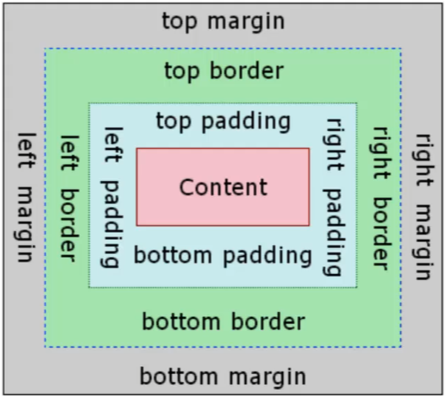 top margin
top border
top padding
left margin
left border
left padding
Content
right padding
right border
right margin
bottom padding
bottom border
bottom margin